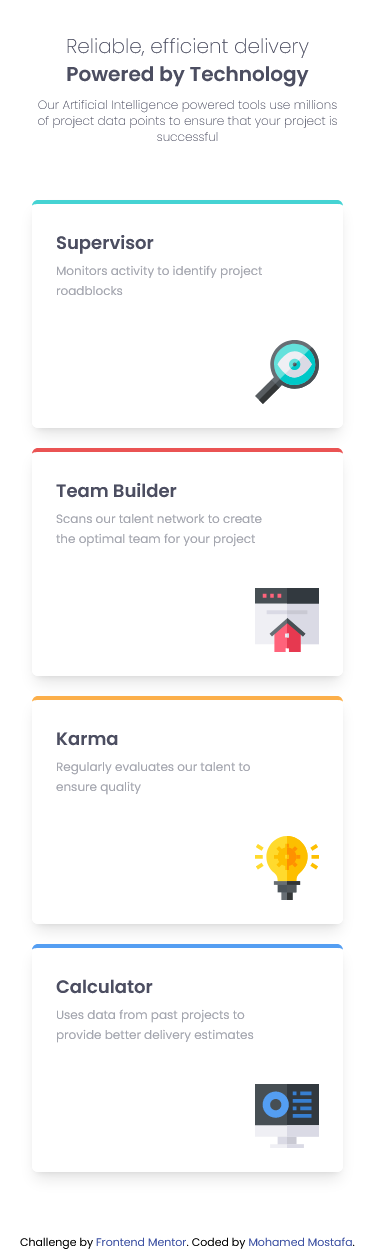 Reliable, efficient delivery
Powered by Technology
Our Artificial Intelligence powered tools use millions
of project data points to ensure that your project is
successful
Supervisor
Monitors activity to identify project
roadblocks
Team Builder
Scans our talent network to create
the optimal team for your project
Karma
Regularly evaluates our talent to
ensure quality
Calculator
Uses data from past projects to
provide better delivery estimates
Challenge by Frontend Mentor. Coded by Mohamed Mostafa.